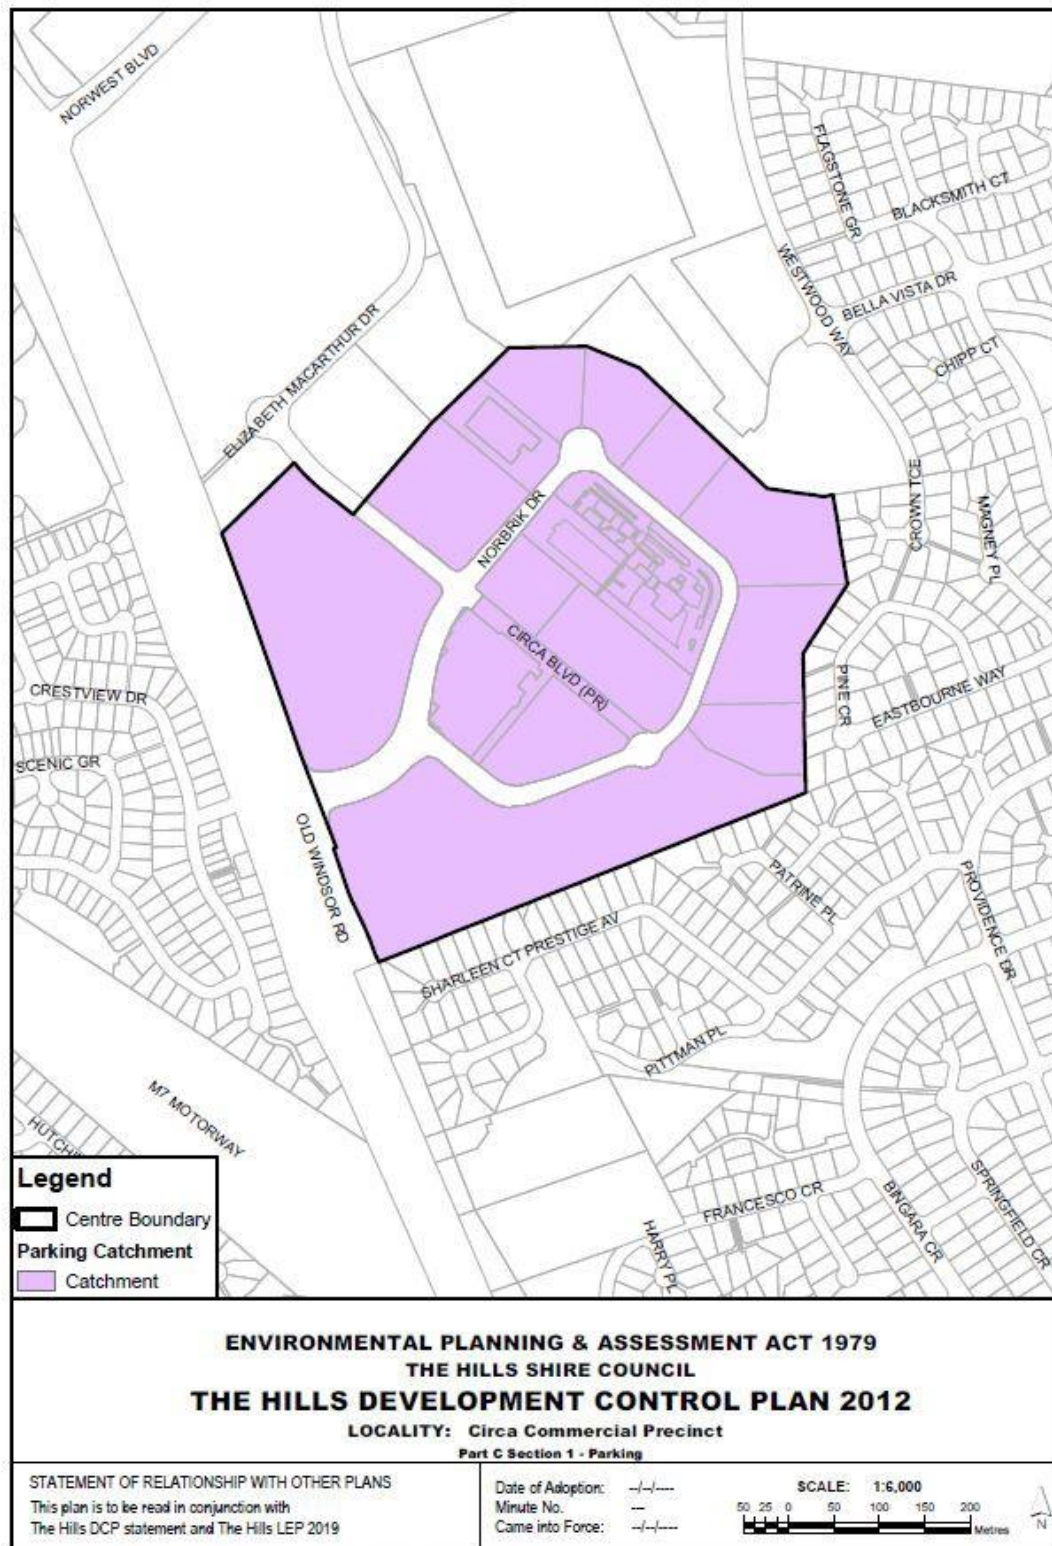 NORWEST BLVD
FLAGSTONE GR
BLACKSMITH CT
WESTWOOD WAY
BELLA VISTA DR
CHIPP CT
ELIZABETH MACARTHUR DR
CROWN TCE
MAGNEY PL
NORBRIK DR
CIRCA BLVD (PR)
PINE CR
EASTBOURNE WAY
CRESTVIEW DR
SCENIC GR
OLD WINDSOR RD
PATRINE PL
PROVIDENCE DR
SHARLEEN CT PRESTIGE AV
PITTMAN PL
M7 MOTORWAY
HUTCHI
FRANCESCO CR
HARRY PL
BINGARA CR
SPRINGFIELD CR
Legend
Centre Boundary
Parking Catchment
Catchment
ENVIRONMENTAL PLANNING & ASSESSMENT ACT 1979
THE HILLS SHIRE COUNCIL
THE HILLS DEVELOPMENT CONTROL PLAN 2012
LOCALITY: Circa Commercial Precinct
Part C Section 1 - Parking
STATEMENT OF RELATIONSHIP WITH OTHER PLANS
This plan is to be read in conjunction with
The Hills DCP statement and The Hills LEP 2019
Date of Adoption: --/--/----
Minute No. ---
Came into Force: --/--/----
SCALE: 1:6,000
50 25 0 50 100 150 200
Metres
N